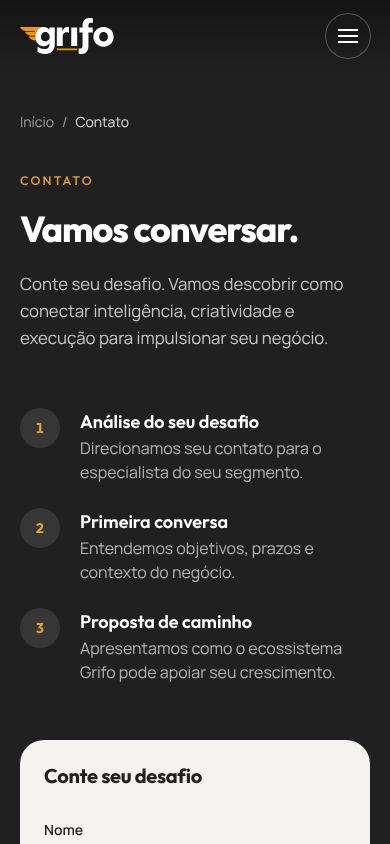 grifo
Início / Contato
CONTATO
Vamos conversar.
Conte seu desafio. Vamos descobrir como
conectar inteligência, criatividade e
execução para impulsionar seu negócio.
1 Análise do seu desafio
Direcionamos seu contato para o
especialista do seu segmento.
2 Primeira conversa
Entendemos objetivos, prazos e
contexto do negócio.
3 Proposta de caminho
Apresentamos como o ecossistema
Grifo pode apoiar seu crescimento.
Conte seu desafio
Nome